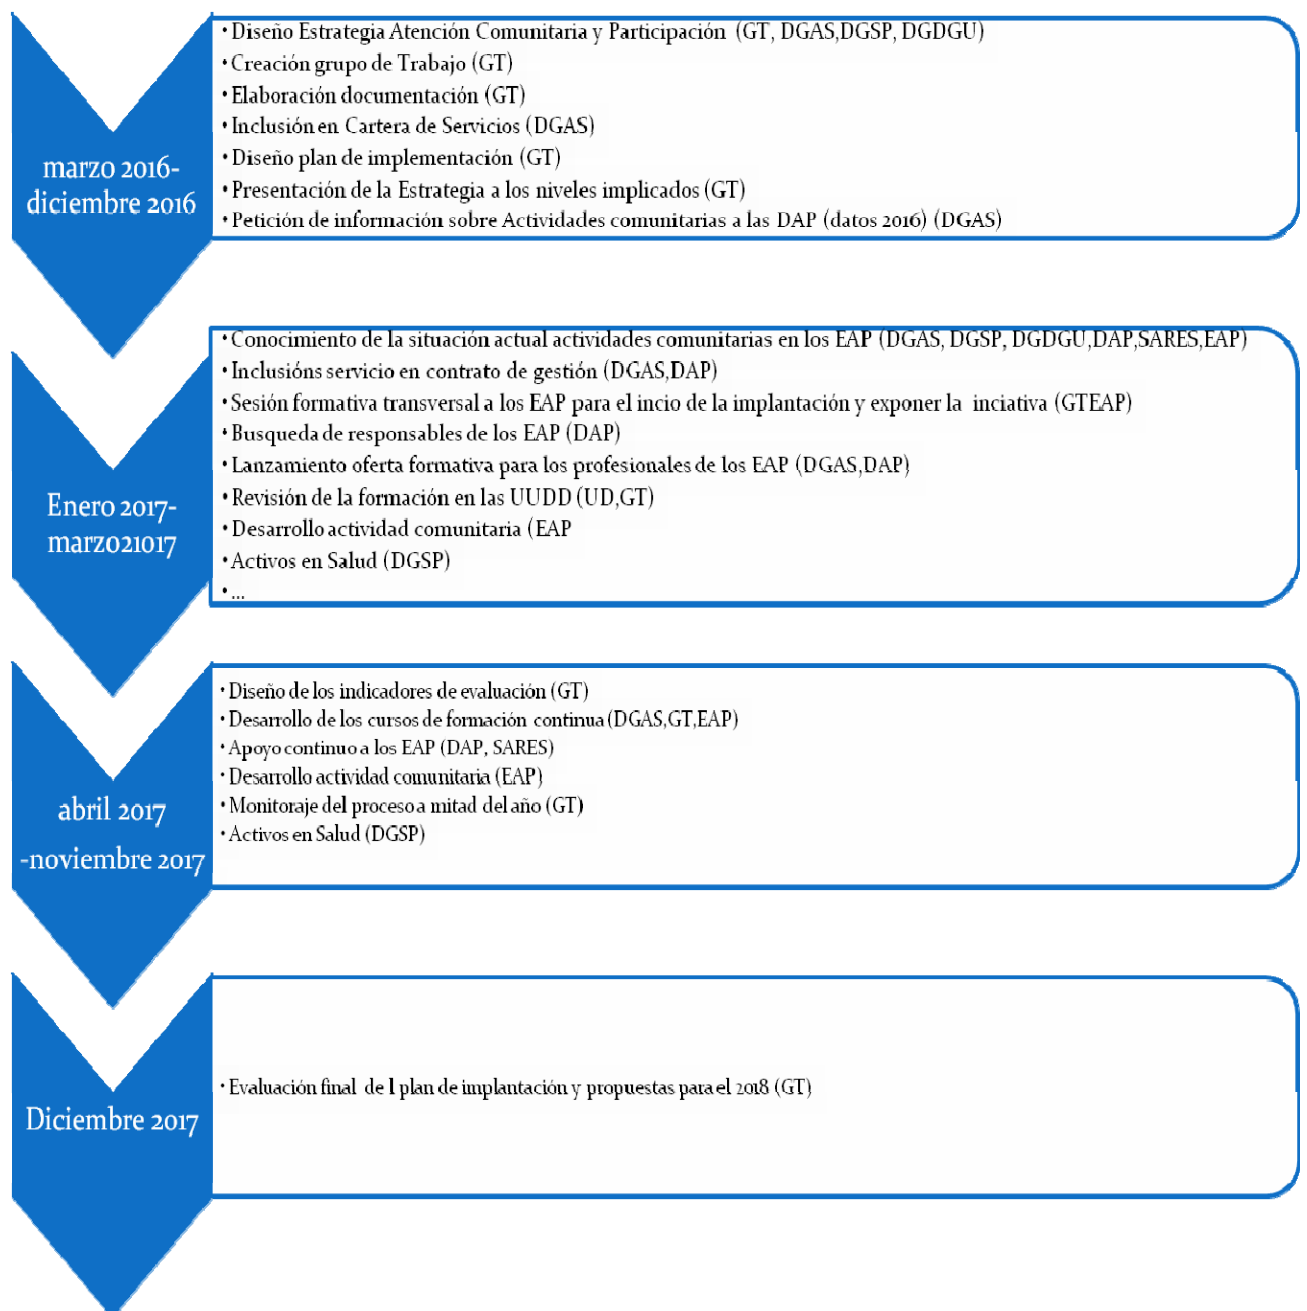 • Diseño Estrategia Atención Comunitaria y Participación (GT, DGAS,DGSP, DGDGU)
• Creación grupo de Trabajo (GT)
• Elaboración documentación (GT)
• Inclusión en Cartera de Servicios (DGAS)
• Diseño plan de implementación (GT)
• Presentación de la Estrategia a los niveles implicados (GT)
• Petición de información sobre Actividades comunitarias a las DAP (datos 2016) (DGAS)
marzo 2016-
diciembre 2016
• Conocimiento de la situación actual actividades comunitarias en los EAP (DGAS, DGSP, DGDGU,DAP,SARES,EAP)
• Inclusións servicio en contrato de gestión (DGAS,DAP)
• Sesión formativa transversal a los EAP para el incio de la implantación y exponer la inciativa (GTEAP)
• Busqueda de responsables de los EAP (DAP)
• Lanzamiento oferta formativa para los profesionales de los EAP (DGAS,DAP)
• Revisión de la formación en las UUDD (UD,GT)
• Desarrollo actividad comunitaria (EAP
• Activos en Salud (DGSP)
• ...
Enero 2017-
marzo21017
• Diseño de los indicadores de evaluación (GT)
• Desarrollo de los cursos de formación continua (DGAS,GT,EAP)
• Apoyo continuo a los EAP (DAP, SARES)
• Desarrollo actividad comunitaria (EAP)
• Monitoraje del proceso a mitad del año (GT)
• Activos en Salud (DGSP)
abril 2017
-noviembre 2017
• Evaluación final de l plan de implantación y propuestas para el 2018 (GT)
Diciembre 2017